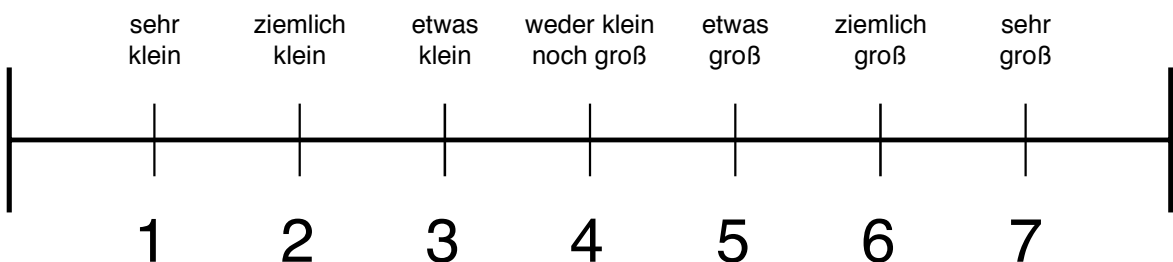 sehr ziemlich etwas weder klein etwas ziemlich sehr
klein klein klein noch groß groß groß groß
1 2 3 4 5 6 7